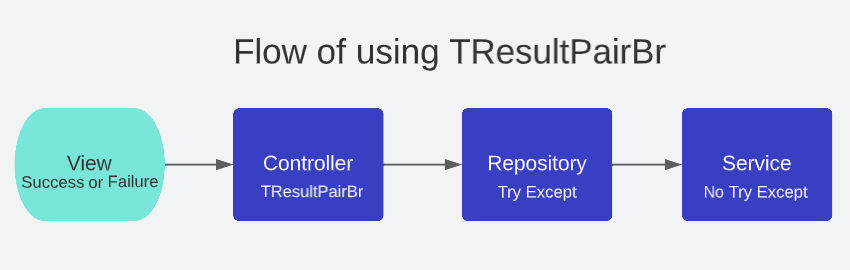 Flow of using TResultPairBr
View
Success or Failure
Controller
TResultPairBr
Repository
Try Except
Service
No Try Except